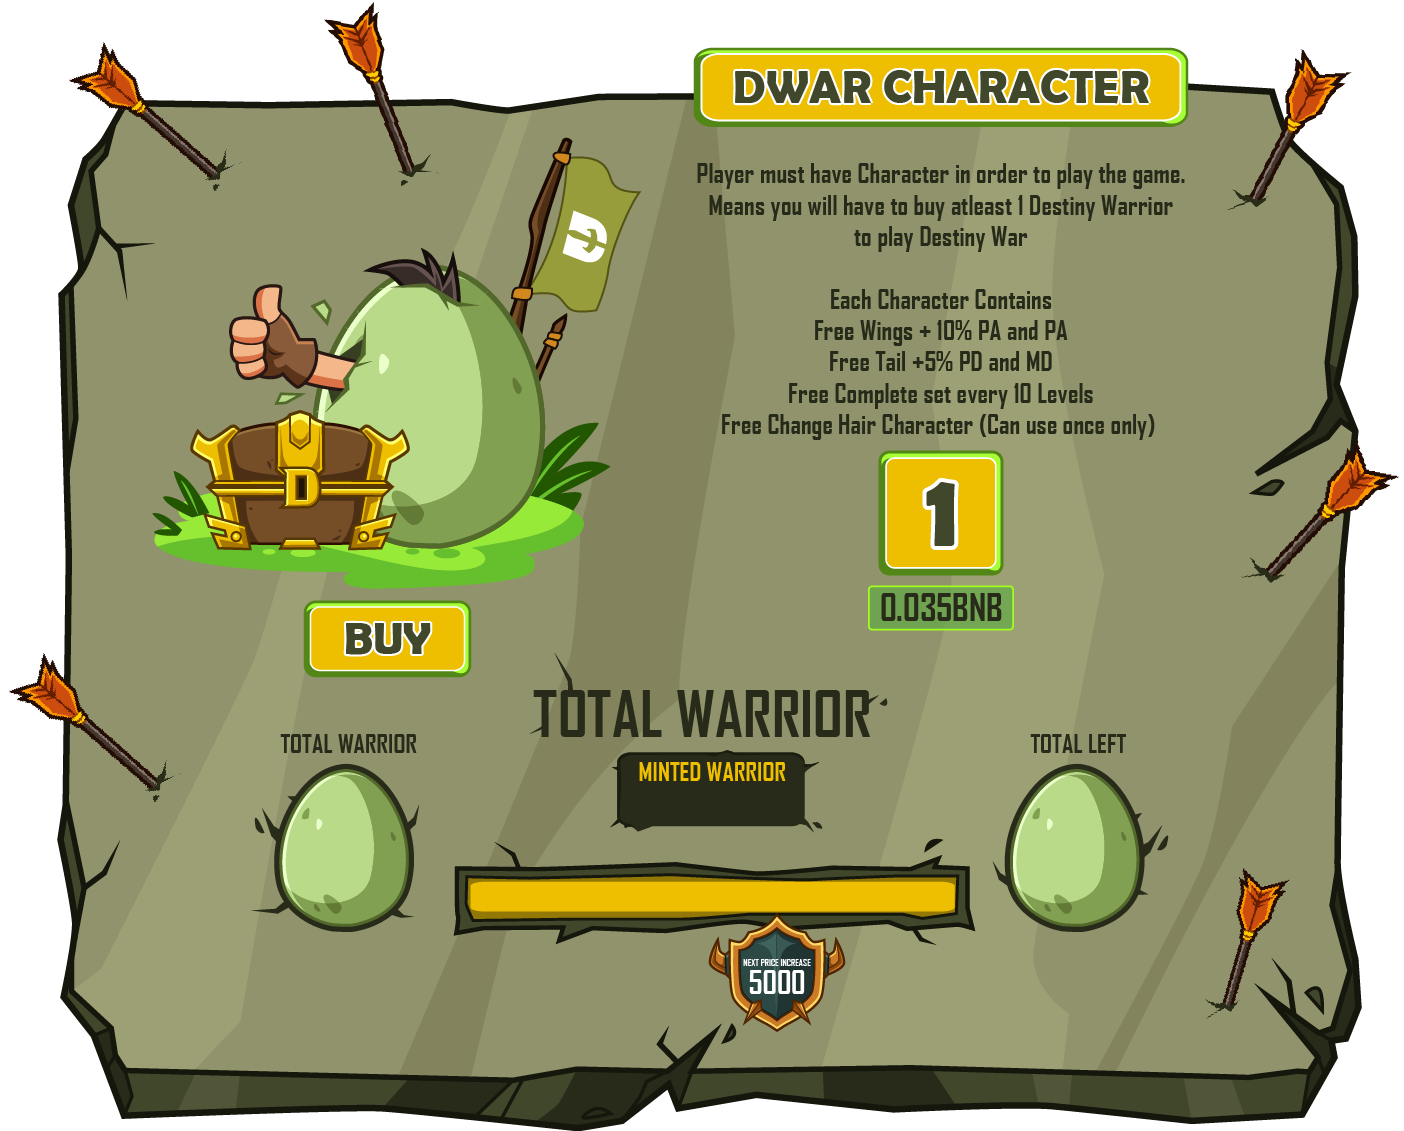 DWAR CHARACTER
Player must have Character in order to play the game.
Means you will have to buy atleast 1 Destiny Warrior
to play Destiny War
Each Character Contains
Free Wings + 10% PA and PA
Free Tail +5% PD and MD
Free Complete set every 10 Levels
Free Change Hair Character (Can use once only)
D
D
1
0.035BNB
BUY
TOTAL WARRIOR
TOTAL WARRIOR
TOTAL LEFT
MINTED WARRIOR
NEXT PRICE INCREASE
5000